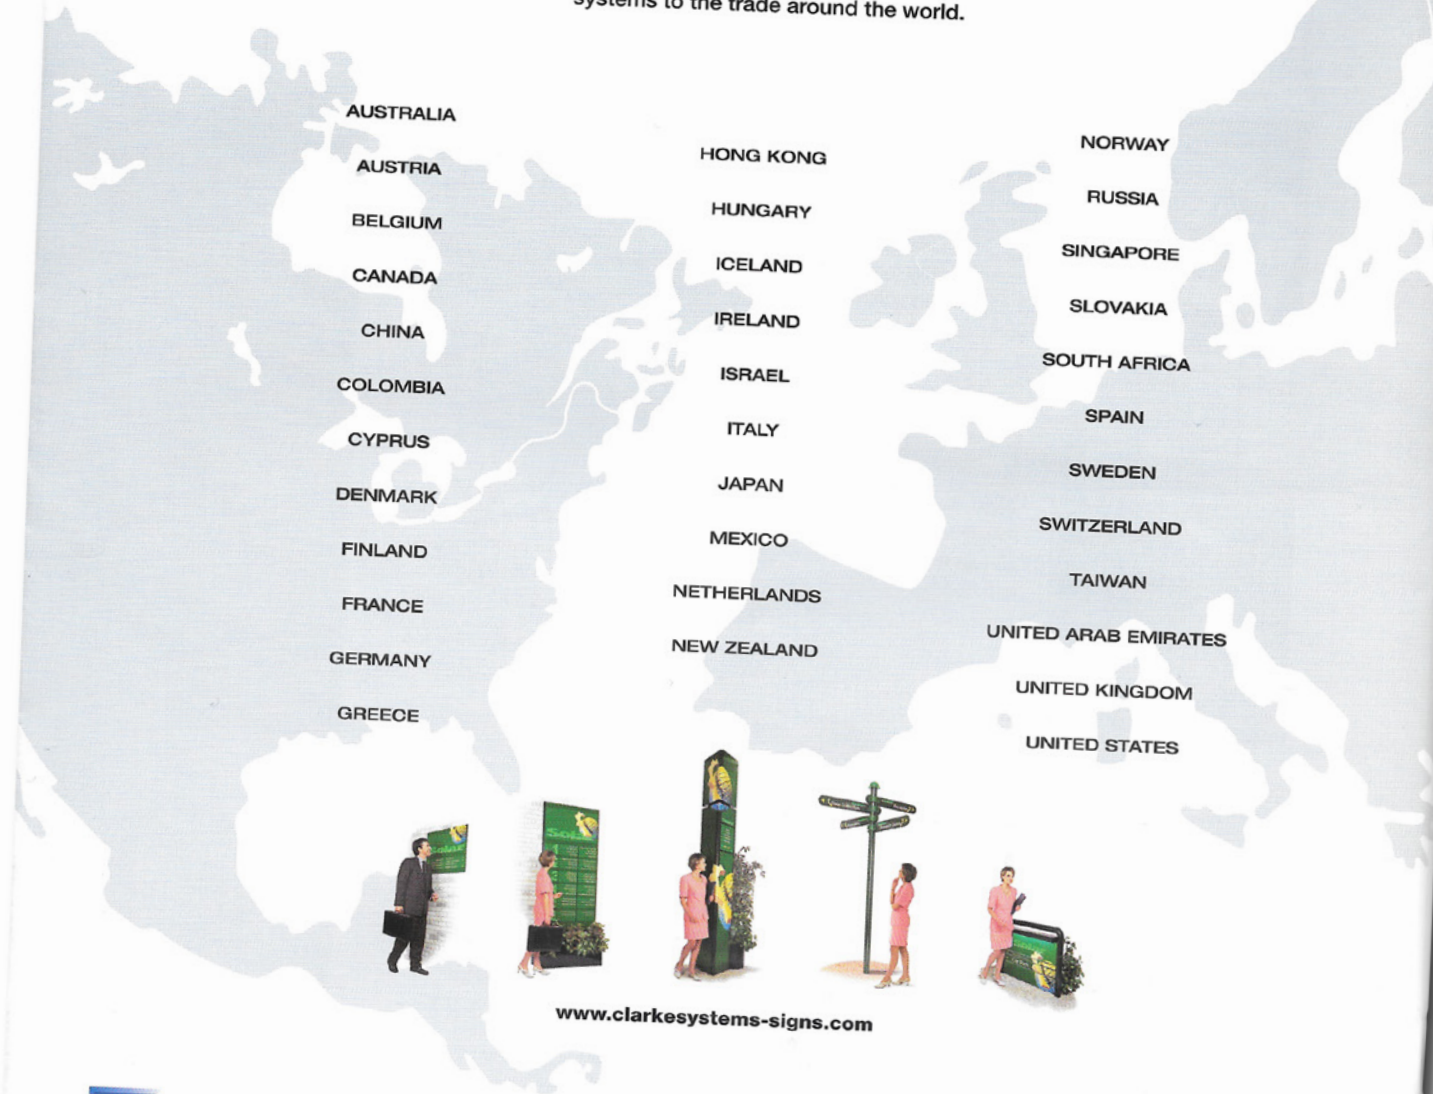 systems to the trade around the world.
AUSTRALIA
AUSTRIA
BELGIUM
CANADA
CHINA
COLOMBIA
CYPRUS
DENMARK
FINLAND
FRANCE
GERMANY
GREECE
HONG KONG
HUNGARY
ICELAND
IRELAND
ISRAEL
ITALY
JAPAN
MEXICO
NETHERLANDS
NEW ZEALAND
NORWAY
RUSSIA
SINGAPORE
SLOVAKIA
SOUTH AFRICA
SPAIN
SWEDEN
SWITZERLAND
TAIWAN
UNITED ARAB EMIRATES
UNITED KINGDOM
UNITED STATES
www.clarkesystems-signs.com